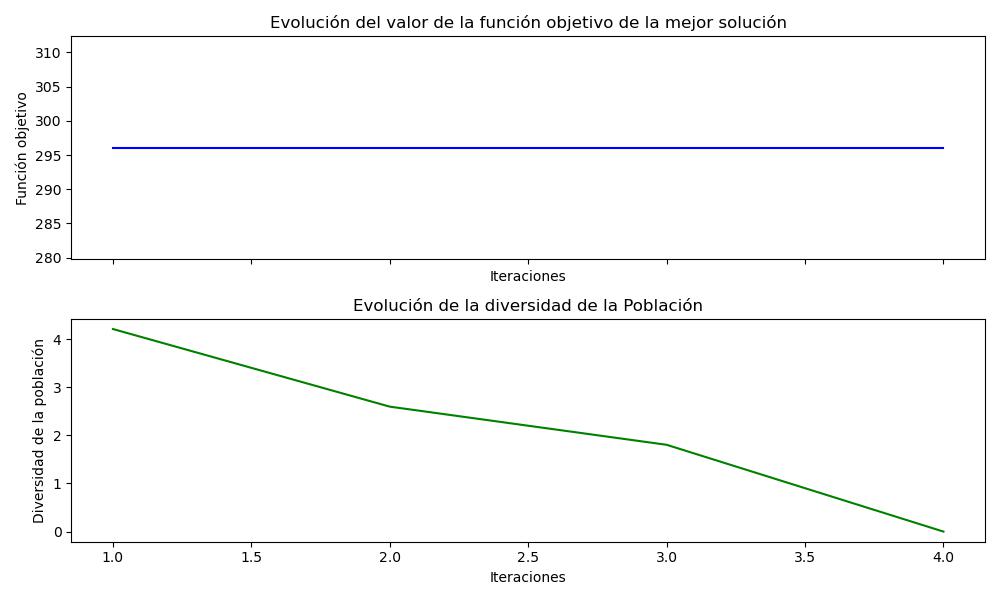 Evolución del valor de la función objetivo de la mejor solución
310
305
300
295
290
285
280
Función objetivo
Iteraciones
Evolución de la diversidad de la Población
4
3
2
1
0
Diversidad de la población
1.0 1.5 2.0 2.5 3.0 3.5 4.0
Iteraciones